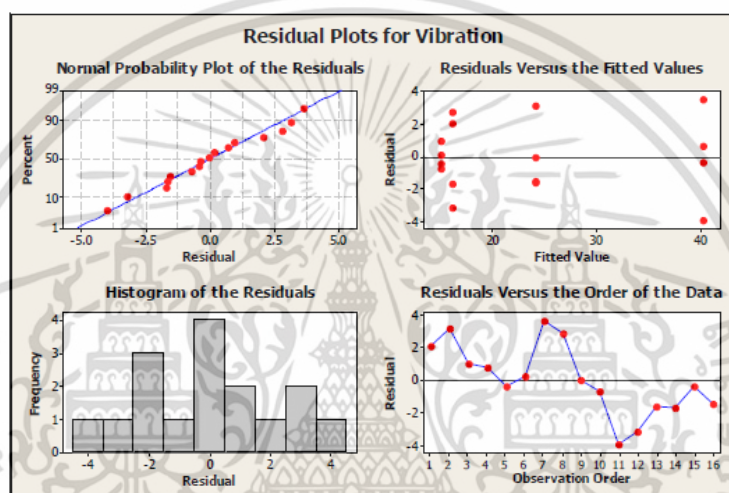 Residual Plots for Vibration
Normal Probability Plot of the Residuals
Percent
99
90
50
10
1
-5.0 -2.5 0.0 2.5 5.0
Residual
Residuals Versus the Fitted Values
Residual
4
2
0
-2
-4
20 30 40
Fitted Value
Histogram of the Residuals
Frequency
4
3
2
1
0
-4 -2 0 2 4
Residual
Residuals Versus the Order of the Data
Residual
4
2
0
-2
-4
1 2 3 4 5 6 7 8 9 10 11 12 13 14 15 16
Observation Order